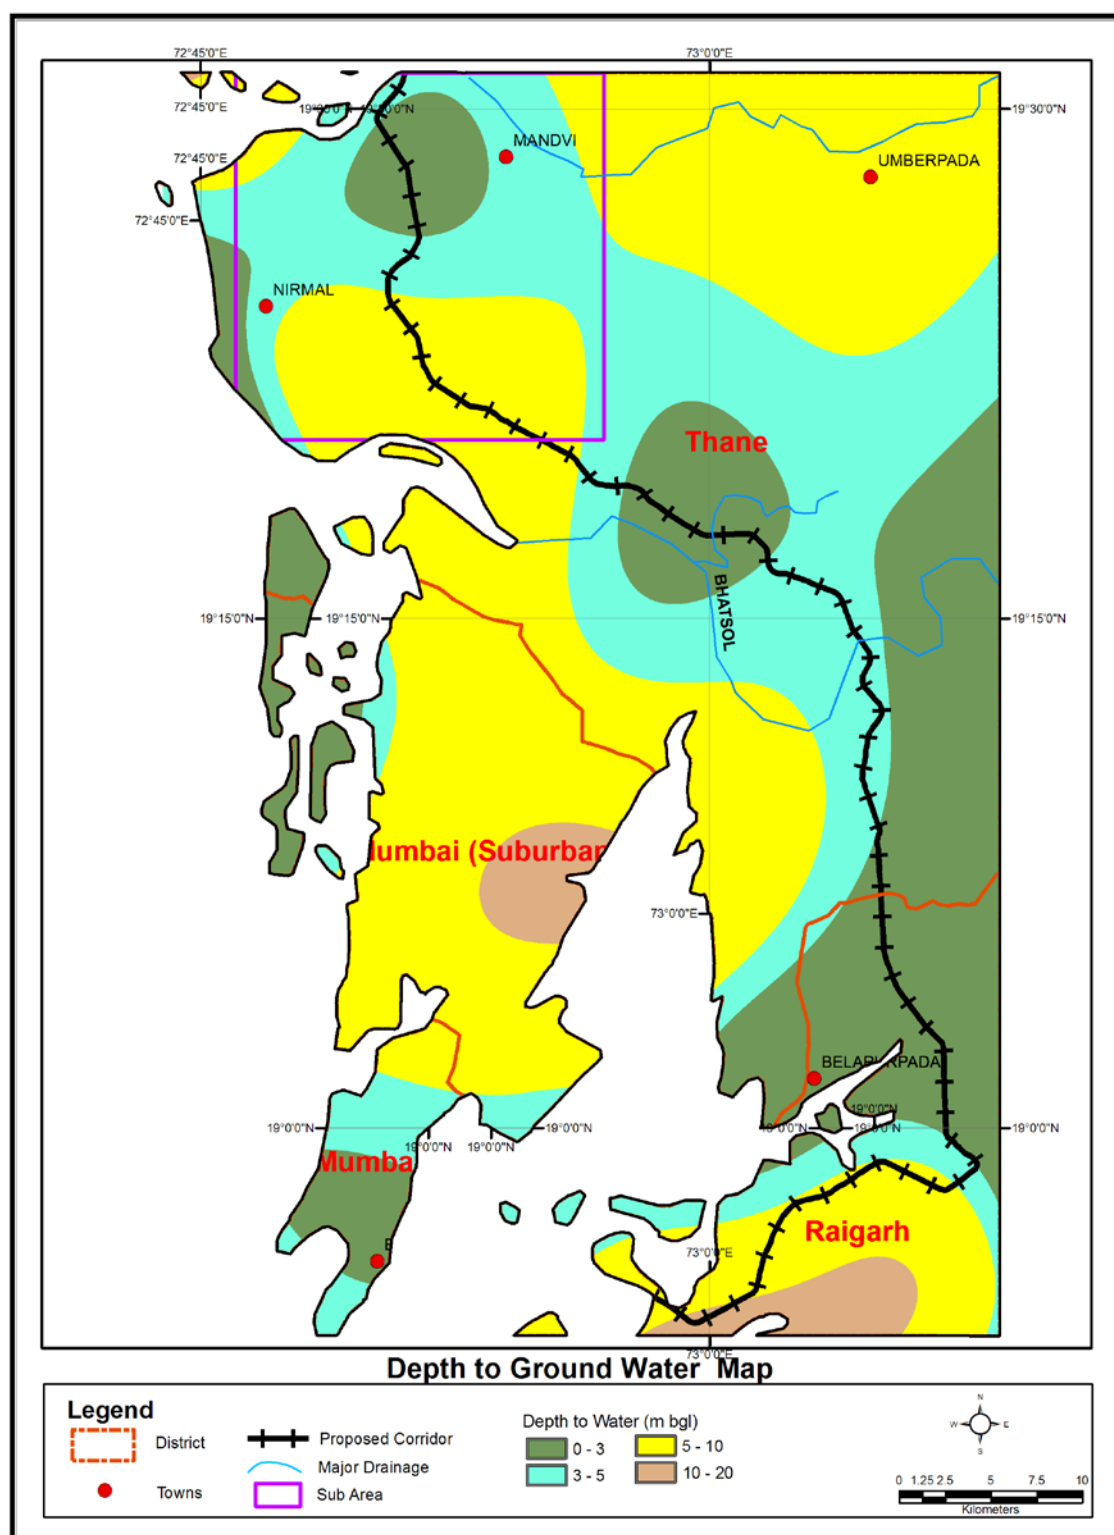 72°45'0"E
73°0'0"E
72°45'0"E
19°30'0"N
72°45'0"E
72°45'0"E
MANDVI
UMBERPADA
NIRMAL
Thane
BHATSOL
19°15'0"N
19°15'0"N
19°15'0"N
73°0'0"E
BELAPURPADA
19°0'0"N
19°0'0"N
19°0'0"N
19°0'0"N
19°0'0"N
19°0'0"N
19°0'0"N
Raigarh
73°0'0"E
73°0'0"E
Depth to Ground Water Map
Legend
District
Towns
Proposed Corridor
Major Drainage
Sub Area
Depth to Water (m bgl)
0 - 3
5 - 10
3 - 5
10 - 20
N
W
E
S
0 1.25 2.5 5 7.5 10
Kilometers